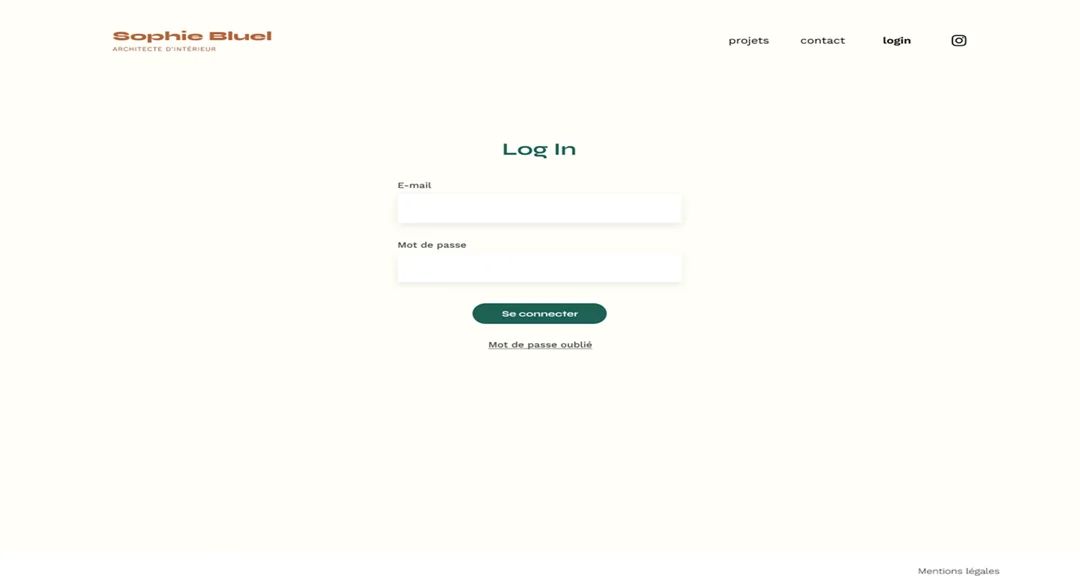 Sophie Bluel
ARCHITECTE D'INTÉRIEUR
projets
contact
login
Log In
E-mail
Mot de passe
Se connecter
Mot de passe oublié
Mentions légales